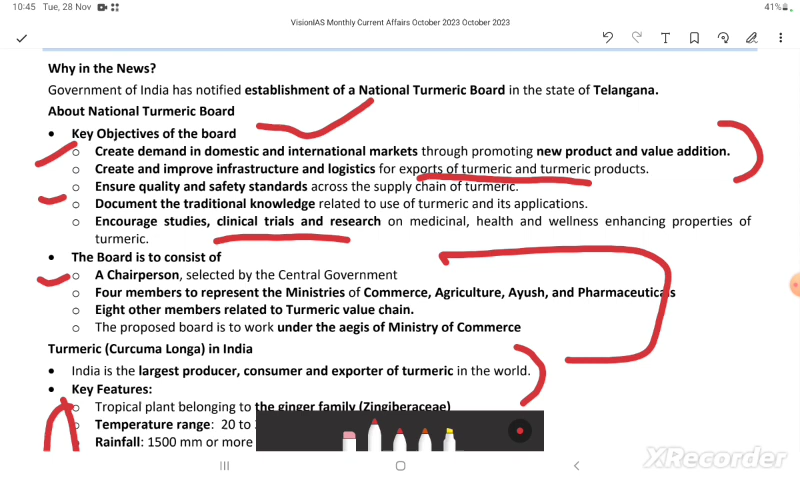 10:45 Tue, 28 Nov
41%
VisionIAS Monthly Current Affairs October 2023 October 2023
T
Why in the News?
Government of India has notified establishment of a National Turmeric Board in the state of Telangana.
About National Turmeric Board
• Key Objectives of the board
o Create demand in domestic and international markets through promoting new product and value addition.
o Create and improve infrastructure and logistics for exports of turmeric and turmeric products.
o Ensure quality and safety standards across the supply chain of turmeric.
o Document the traditional knowledge related to use of turmeric and its applications.
o Encourage studies, clinical trials and research on medicinal, health and wellness enhancing properties of
turmeric.
• The Board is to consist of
o A Chairperson, selected by the Central Government
o Four members to represent the Ministries of Commerce, Agriculture, Ayush, and Pharmaceuticals
o Eight other members related to Turmeric value chain.
o The proposed board is to work under the aegis of Ministry of Commerce
Turmeric (Curcuma Longa) in India
• India is the largest producer, consumer and exporter of turmeric in the world.
• Key Features:
o Tropical plant belonging to the ginger family (Zingiberaceae)
o Temperature range: 20 to
Rainfall: 1500 mm or more
XRecorder